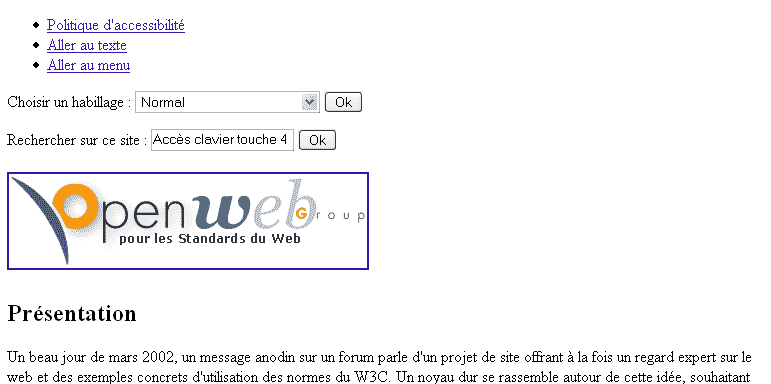 Politique d'accessibilité
Aller au texte
Aller au menu
Choisir un habillage : Normal Ok
Rechercher sur ce site : Accès clavier touche 4 Ok
Openweb Group
pour les Standards du Web
Présentation
Un beau jour de mars 2002, un message anodin sur un forum parle d'un projet de site offrant à la fois un regard expert sur le
web et des exemples concrets d'utilisation des normes du W3C. Un noyau dur se rassemble autour de cette idée, souhaitant